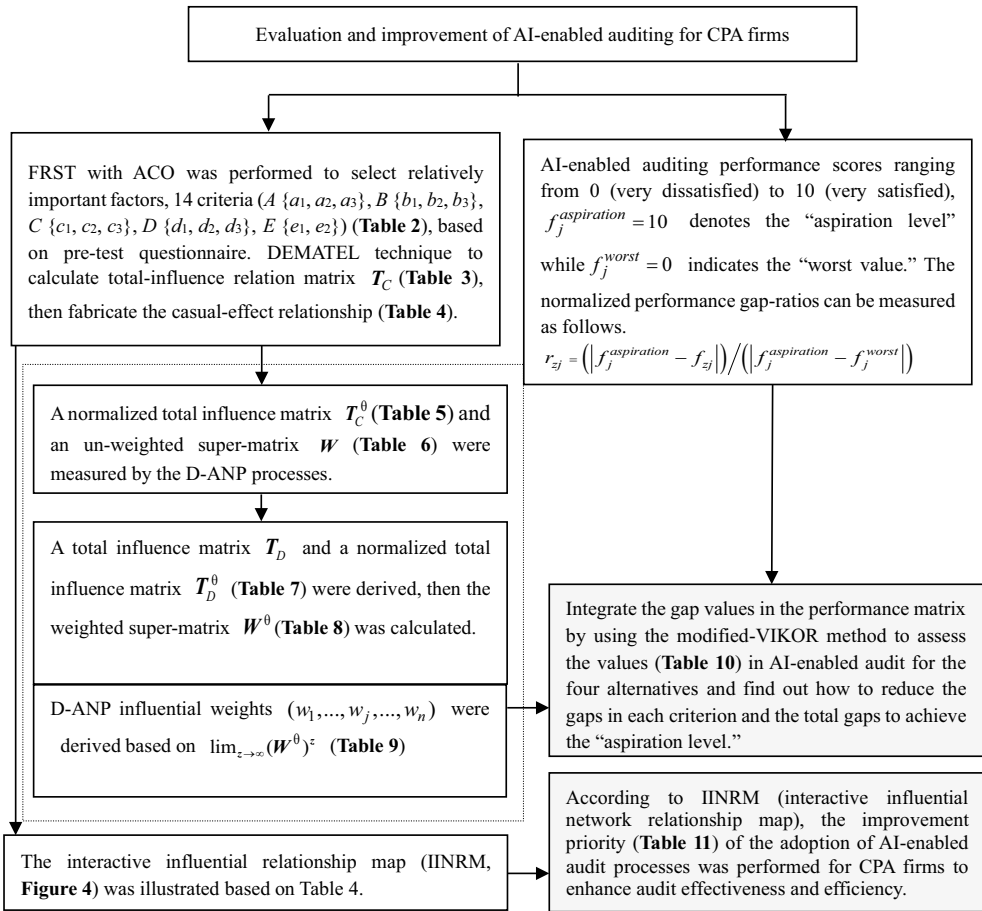 Evaluation and improvement of AI-enabled auditing for CPA firms
FRST with ACO was performed to select relatively
important factors, 14 criteria (A {a₁, a₂, a₃}, B {b₁, b₂, b₃},
C {c₁, c₂, c₃}, D {d₁, d₂, d₃}, E {e₁, e₂}) (Table 2), based
on pre-test questionnaire. DEMATEL technique to
calculate total-influence relation matrix T_C (Table 3),
then fabricate the casual-effect relationship (Table 4).
AI-enabled auditing performance scores ranging
from 0 (very dissatisfied) to 10 (very satisfied),
f_j^{aspiration} = 10 denotes the “aspiration level”
while f_j^{worst} = 0 indicates the “worst value.” The
normalized performance gap-ratios can be measured
as follows.
r_{zj} = (|f_j^{aspiration} − f_{zj}|)/(|f_j^{aspiration} − f_j^{worst}|)
A normalized total influence matrix T_C^θ (Table 5) and
an un-weighted super-matrix W (Table 6) were
measured by the D-ANP processes.
A total influence matrix T_D and a normalized total
influence matrix T_D^θ (Table 7) were derived, then the
weighted super-matrix W^θ (Table 8) was calculated.
D-ANP influential weights (w₁,...,w_j,...,w_n) were
derived based on lim_{z→∞}(W^θ)^z (Table 9)
Integrate the gap values in the performance matrix
by using the modified-VIKOR method to assess
the values (Table 10) in AI-enabled audit for the
four alternatives and find out how to reduce the
gaps in each criterion and the total gaps to achieve
the “aspiration level.”
The interactive influential relationship map (IINRM,
Figure 4) was illustrated based on Table 4.
According to IINRM (interactive influential
network relationship map), the improvement
priority (Table 11) of the adoption of AI-enabled
audit processes was performed for CPA firms to
enhance audit effectiveness and efficiency.